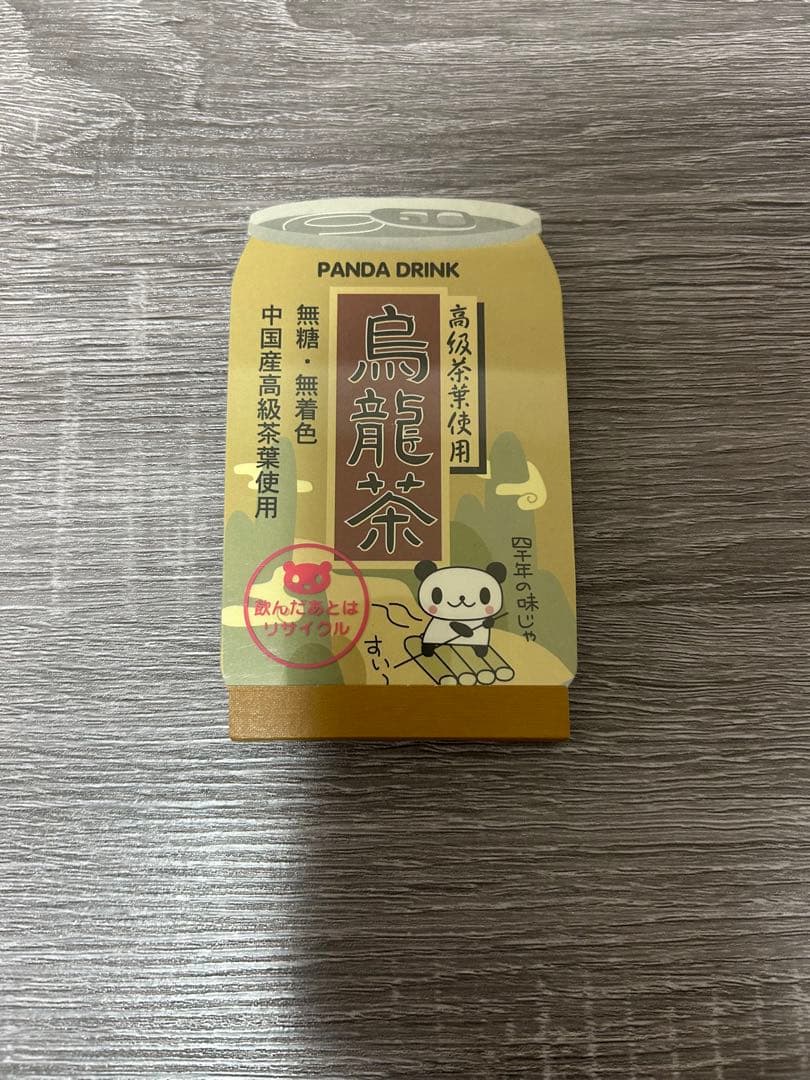 PANDA DRINK
高級茶葉使用
烏龍茶
無糖・無着色
中国産高級茶葉使用
四千年の味じゃ
すぃ〜
飲んだあとは
リサイクル